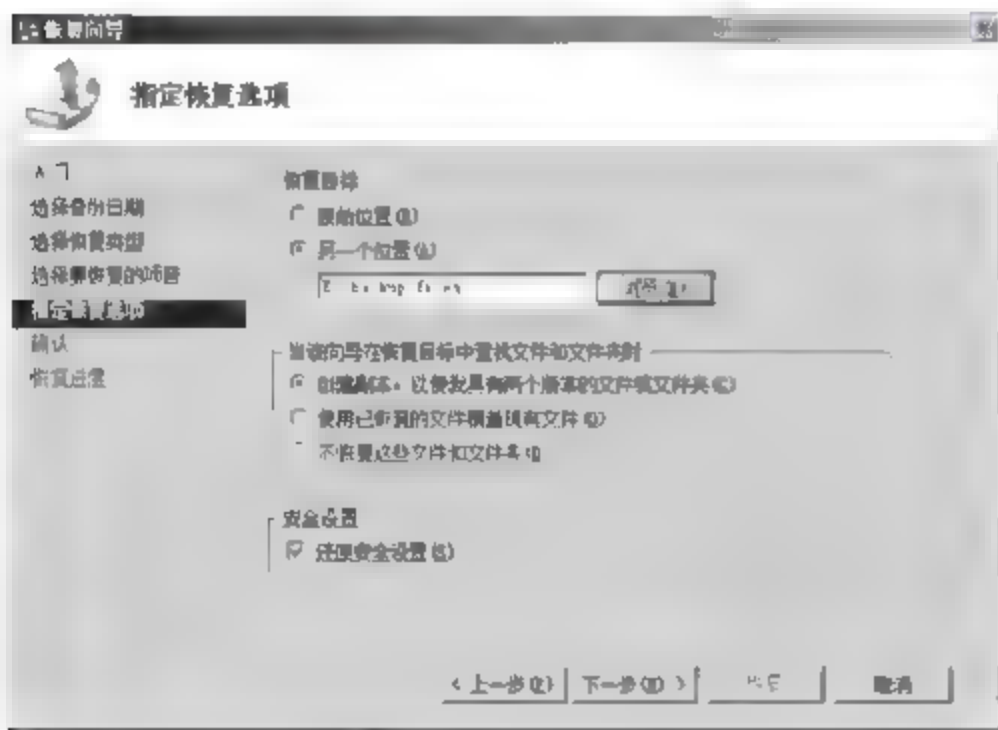 恢复向导
指定恢复选项
入门
选择备份日期
选择恢复类型
选择要恢复的项目
指定恢复选项
确认
恢复进度
恢复目标
原始位置(R)
另一个位置(A)
浏览
当该向导在恢复目标中查找文件和文件夹时
创建副本，以便我具有两个版本的文件或文件夹(C)
使用已恢复的文件覆盖现有文件(O)
不恢复这些文件和文件夹(I)
安全设置
还原安全设置(S)
< 上一步(P)
下一步(N) >
取消